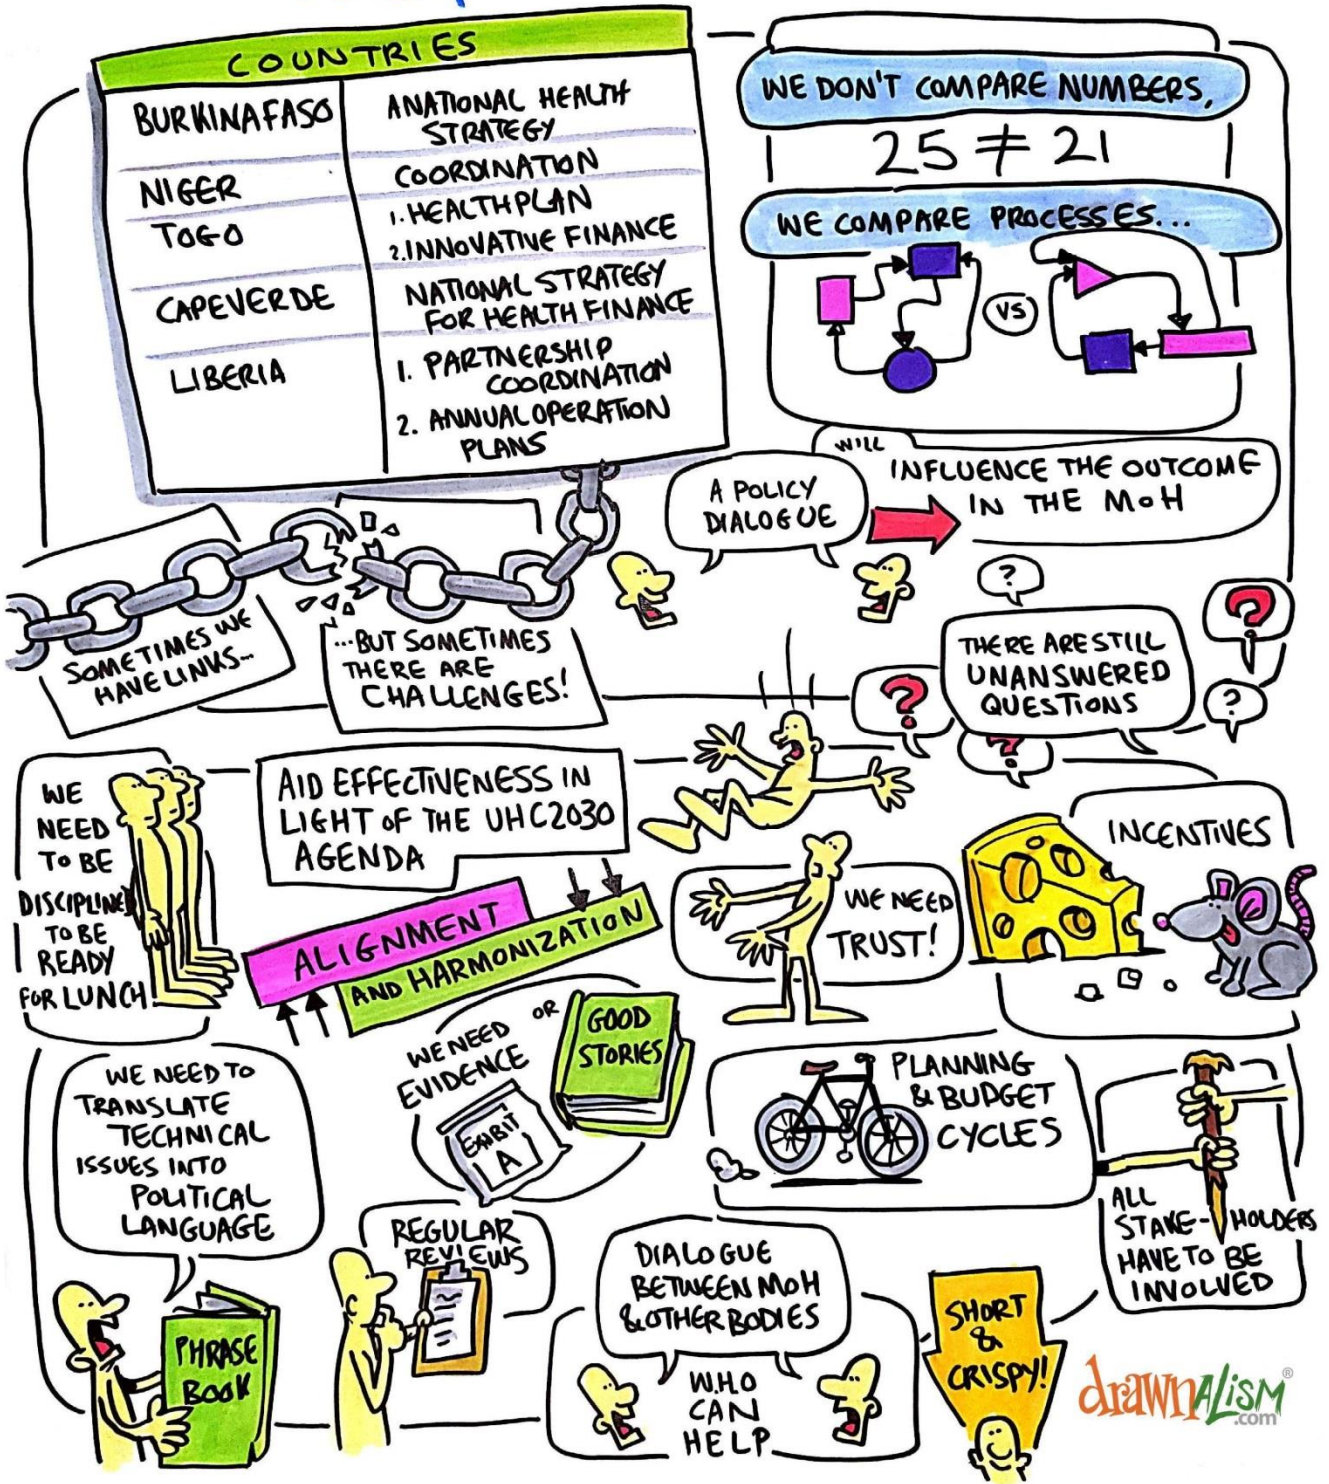 COUNTRIES
BURKINAFASO
A NATIONAL HEALTH
STRATEGY
NIGER
COORDINATION
TOGO
1. HEALTH PLAN
2. INNOVATIVE FINANCE
CAPEVERDE
NATIONAL STRATEGY
FOR HEALTH FINANCE
LIBERIA
1. PARTNERSHIP
COORDINATION
2. ANNUAL OPERATION
PLANS
WE DON'T COMPARE NUMBERS,
25 ≠ 21
WE COMPARE PROCESSES...
VS
A POLICY
DIALOGUE
WILL
INFLUENCE THE OUTCOME
IN THE MoH
SOMETIMES WE
HAVE LINKS...
...BUT SOMETIMES
THERE ARE
CHALLENGES!
?
THERE ARE STILL
UNANSWERED
QUESTIONS
?
?
?
?
WE
NEED
TO BE
DISCIPLINED
TO BE
READY
FOR LUNCH
AID EFFECTIVENESS IN
LIGHT OF THE UHC2030
AGENDA
ALIGNMENT
AND HARMONIZATION
WE NEED
TRUST!
INCENTIVES
WE NEED
EVIDENCE
OR
GOOD
STORIES
EXHIBIT
A
PLANNING
& BUDGET
CYCLES
ALL
STAKE-HOLDERS
HAVE TO BE
INVOLVED
WE NEED TO
TRANSLATE
TECHNICAL
ISSUES INTO
POLITICAL
LANGUAGE
PHRASE
BOOK
REGULAR
REVIEWS
DIALOGUE
BETWEEN MOH
& OTHER BODIES
W.H.O
CAN
HELP
SHORT
&
CRISPY!
drawnALISM®
.com